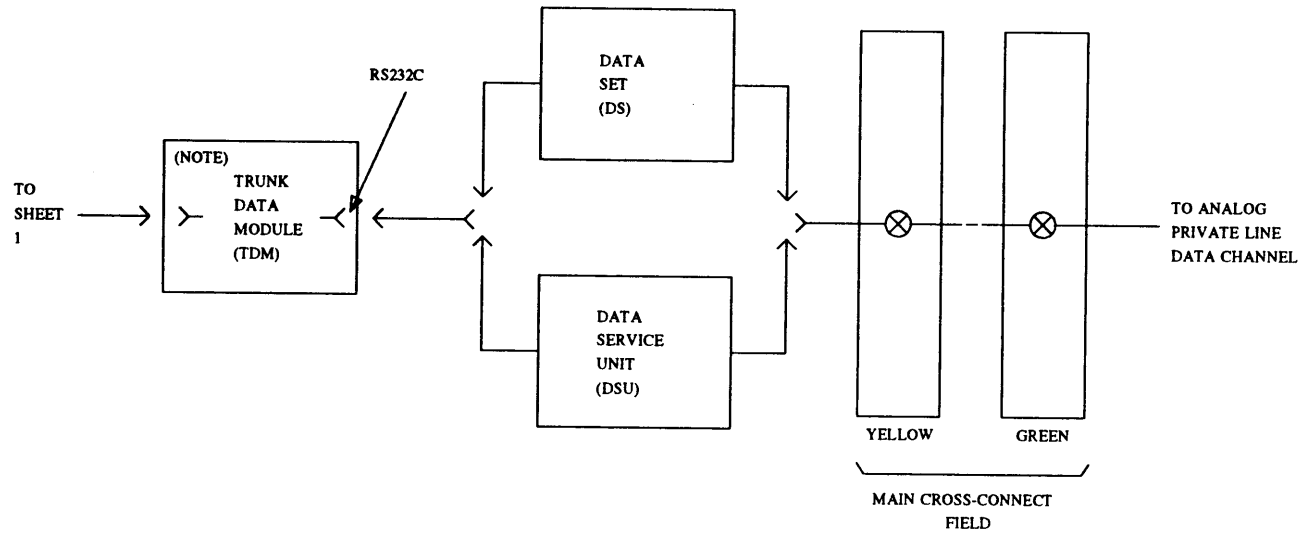 TO
SHEET
1
(NOTE)
TRUNK
DATA
MODULE
(TDM)
RS232C
DATA
SET
(DS)
DATA
SERVICE
UNIT
(DSU)
YELLOW
GREEN
MAIN CROSS-CONNECT
FIELD
TO ANALOG
PRIVATE LINE
DATA CHANNEL